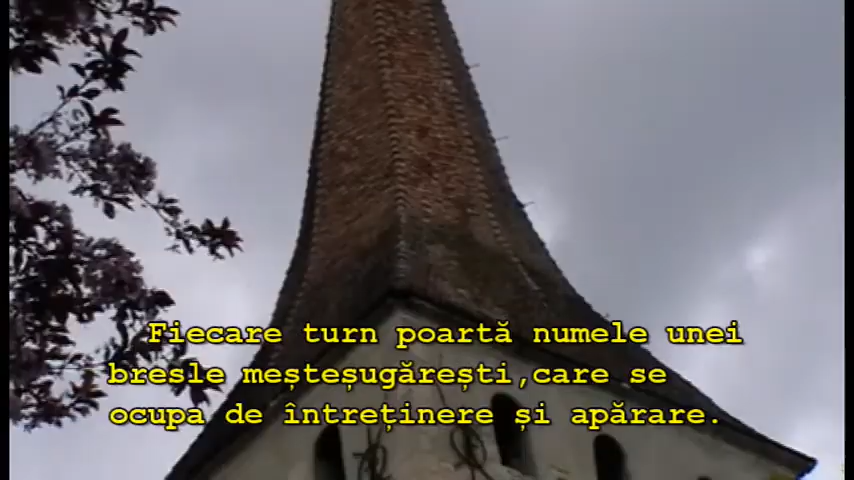 Fiecare turn poartă numele unei
bresle meșteșugărești,care se
ocupa de întreținere și apărare.